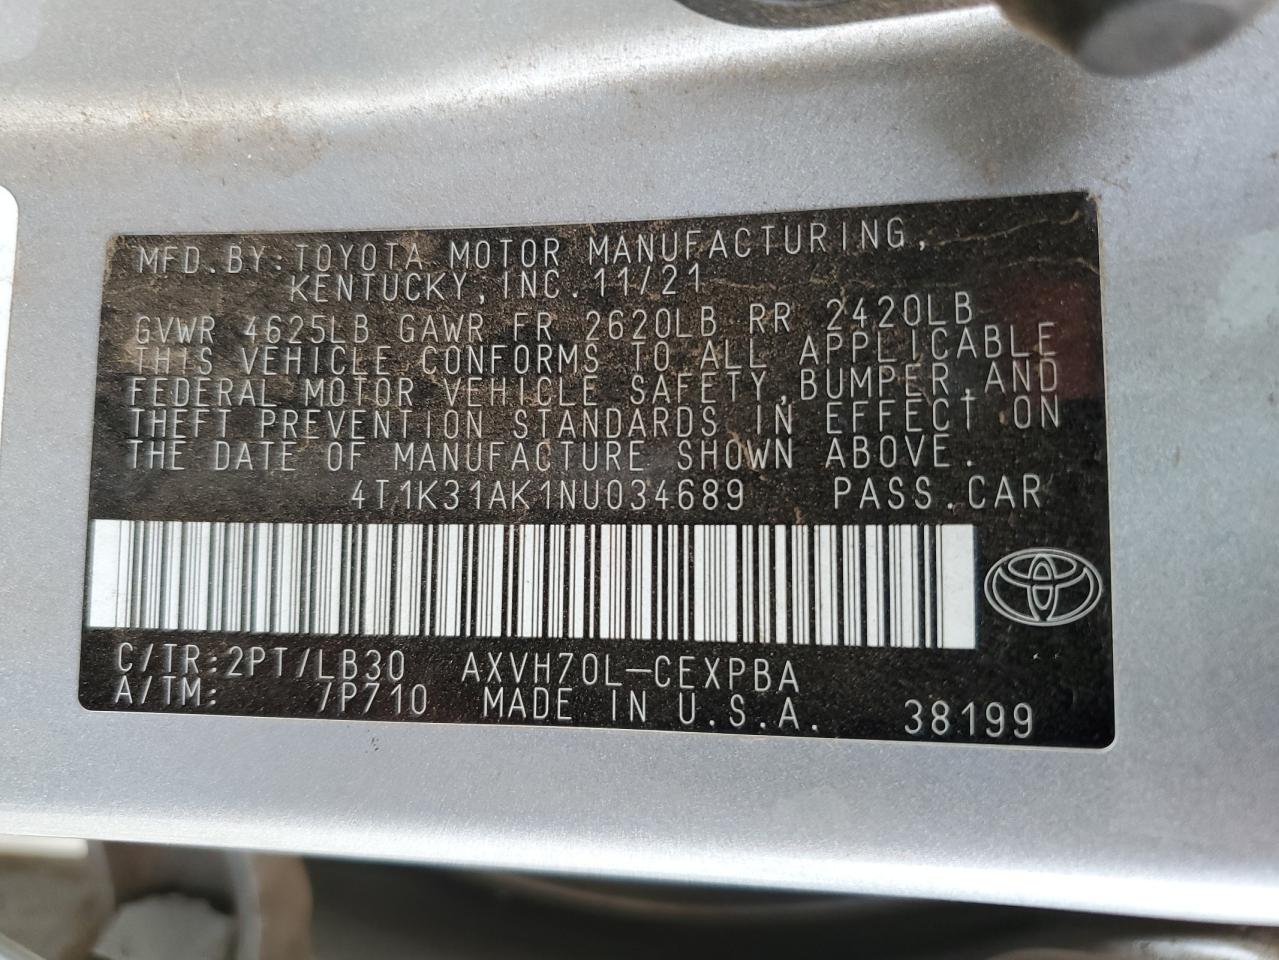 MFD.BY:TOYOTA MOTOR MANUFACTURING,
KENTUCKY,INC.11/21
GVWR 4625LB GAWR FR 2620LB RR 2420LB
THIS VEHICLE CONFORMS TO ALL APPLICABLE
FEDERAL MOTOR VEHICLE SAFETY,BUMPER,AND
THEFT PREVENTION STANDARDS IN EFFECT ON
THE DATE OF MANUFACTURE SHOWN ABOVE.
4T1K31AK1NU034689 PASS.CAR
C/TR:2PT/LB30 AXVH70L-CEXPBA
A/TM: 7P710 MADE IN U.S.A. 38199